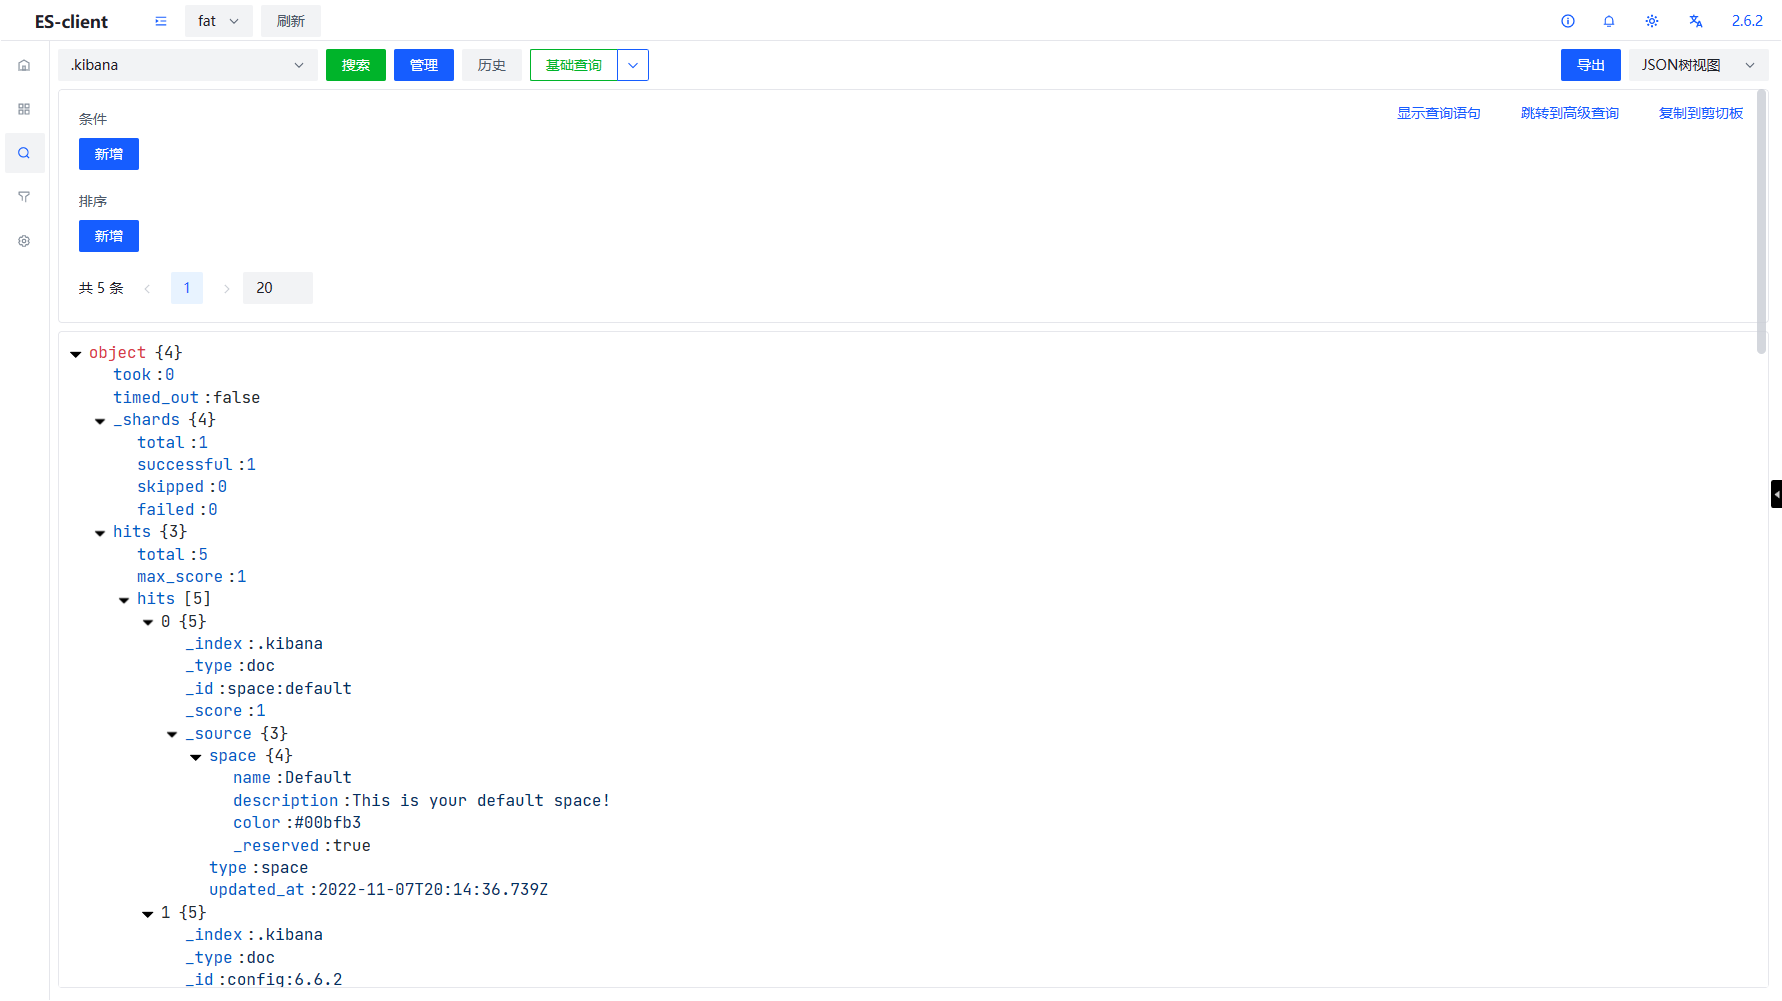 ES-client fat 刷新 2.6.2
.kibana 搜索 管理 历史 基础查询 导出 JSON树视图
条件 显示查询语句 跳转到高级查询 复制到剪切板
新增
排序
新增
共 5 条 1 20
object {4}
took :0
timed_out :false
_shards {4}
total :1
successful :1
skipped :0
failed :0
hits {3}
total :5
max_score :1
hits [5]
0 {5}
_index :.kibana
_type :doc
_id :space:default
_score :1
_source {3}
space {4}
name :Default
description :This is your default space!
color :#00bfb3
_reserved :true
type :space
updated_at :2022-11-07T20:14:36.739Z
1 {5}
_index :.kibana
_type :doc
_id :config:6.6.2